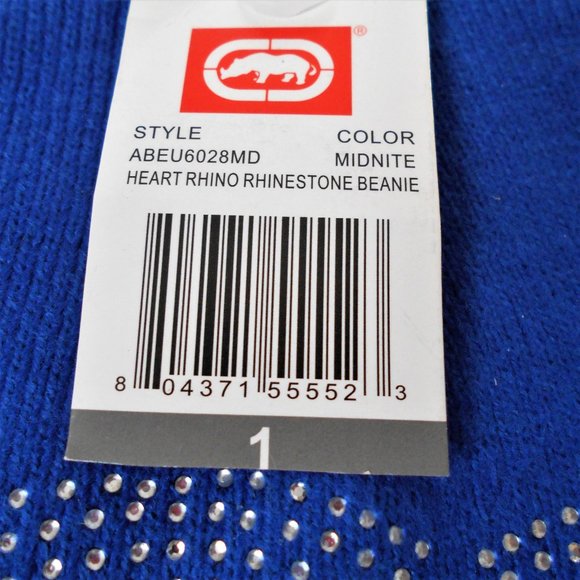 ®
STYLE COLOR
ABEU6028MD MIDNITE
HEART RHINO RHINESTONE BEANIE
8 04371 55552 3
1